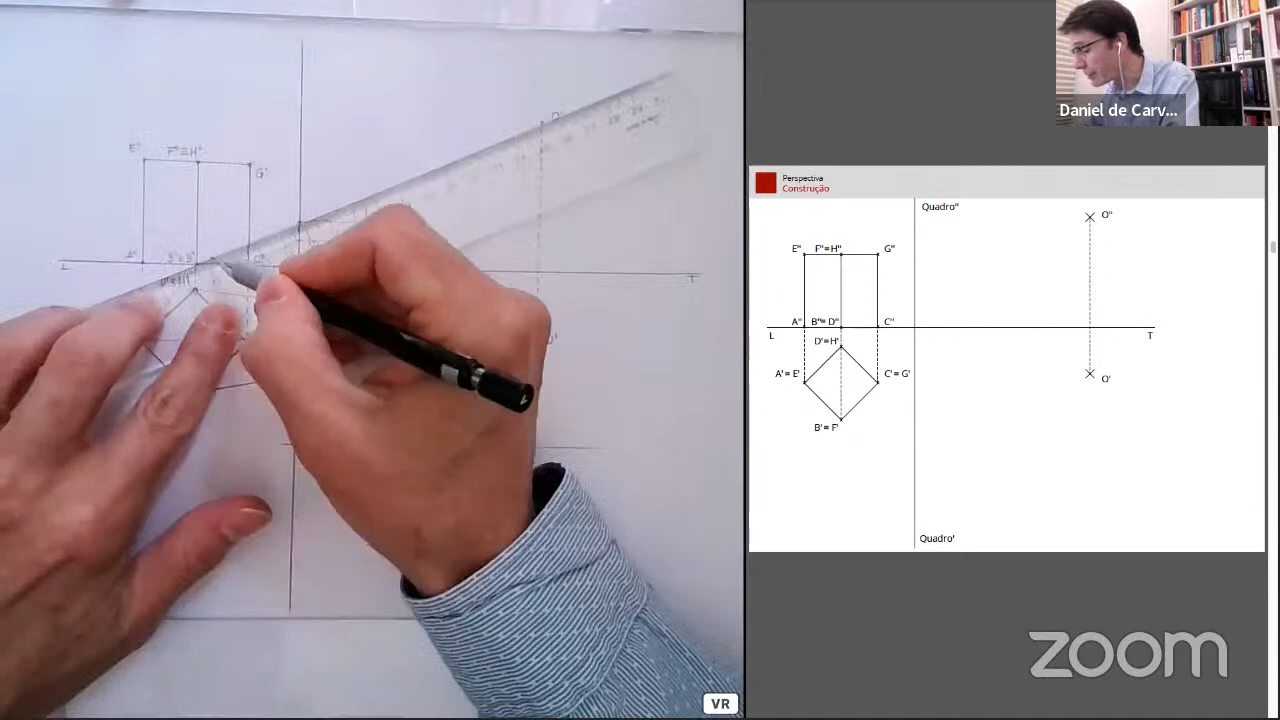 E" F"≡H" G"
A"
L T
VR
Daniel de Carv...
Perspectiva
Construção
Quadro" O"
E" F"≡H" G"
A" B"≡D" C"
L T
D'≡H'
A'≡E' C'≡G' O'
B'≡F'
Quadro'
zoom